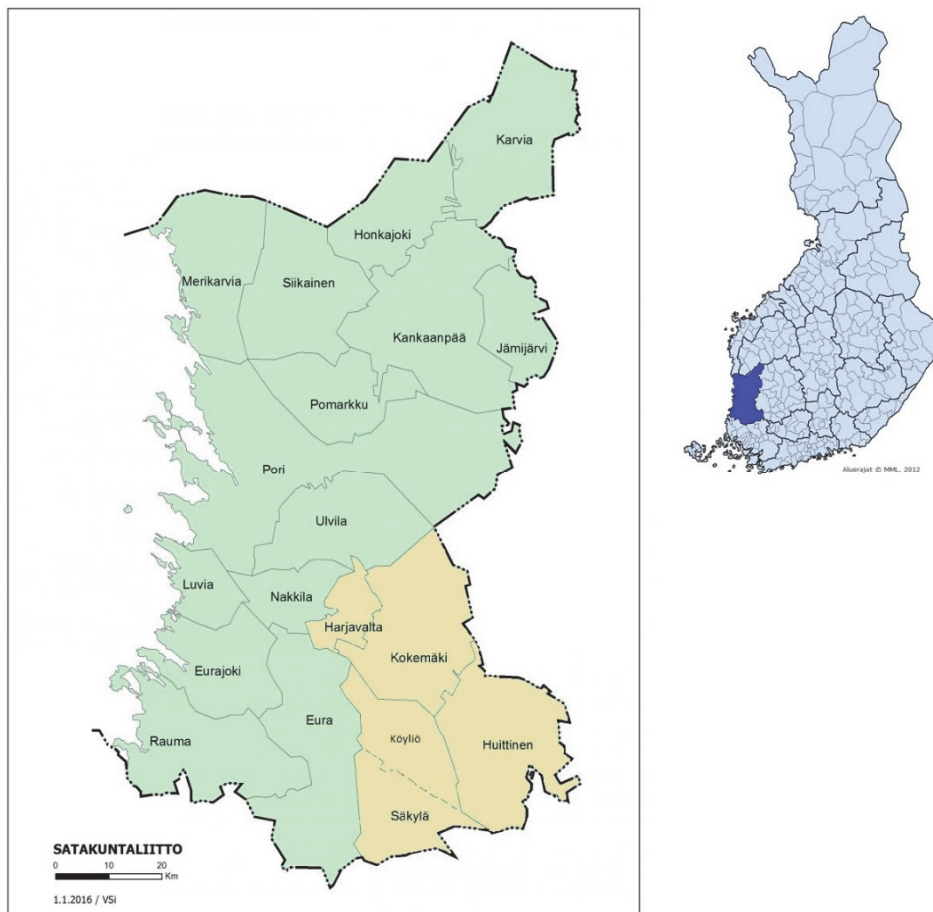 Karvia
Honkajoki
Merikarvia
Siikainen
Kankaanpää
Jämijärvi
Pomarkku
Pori
Ulvila
Luvia
Nakkila
Harjavalta
Kokemäki
Eurajoki
Eura
Rauma
Köyliö
Huittinen
Säkylä
SATAKUNTALIITTO
0 10 20
Km
1.1.2016 / VSi
Aluerajat © MML, 2012